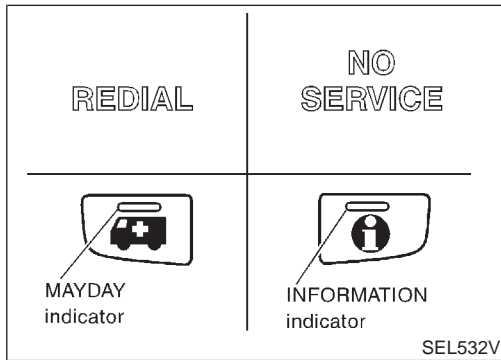 REDIAL
NO
SERVICE
MAYDAY
indicator
INFORMATION
indicator
SEL532V